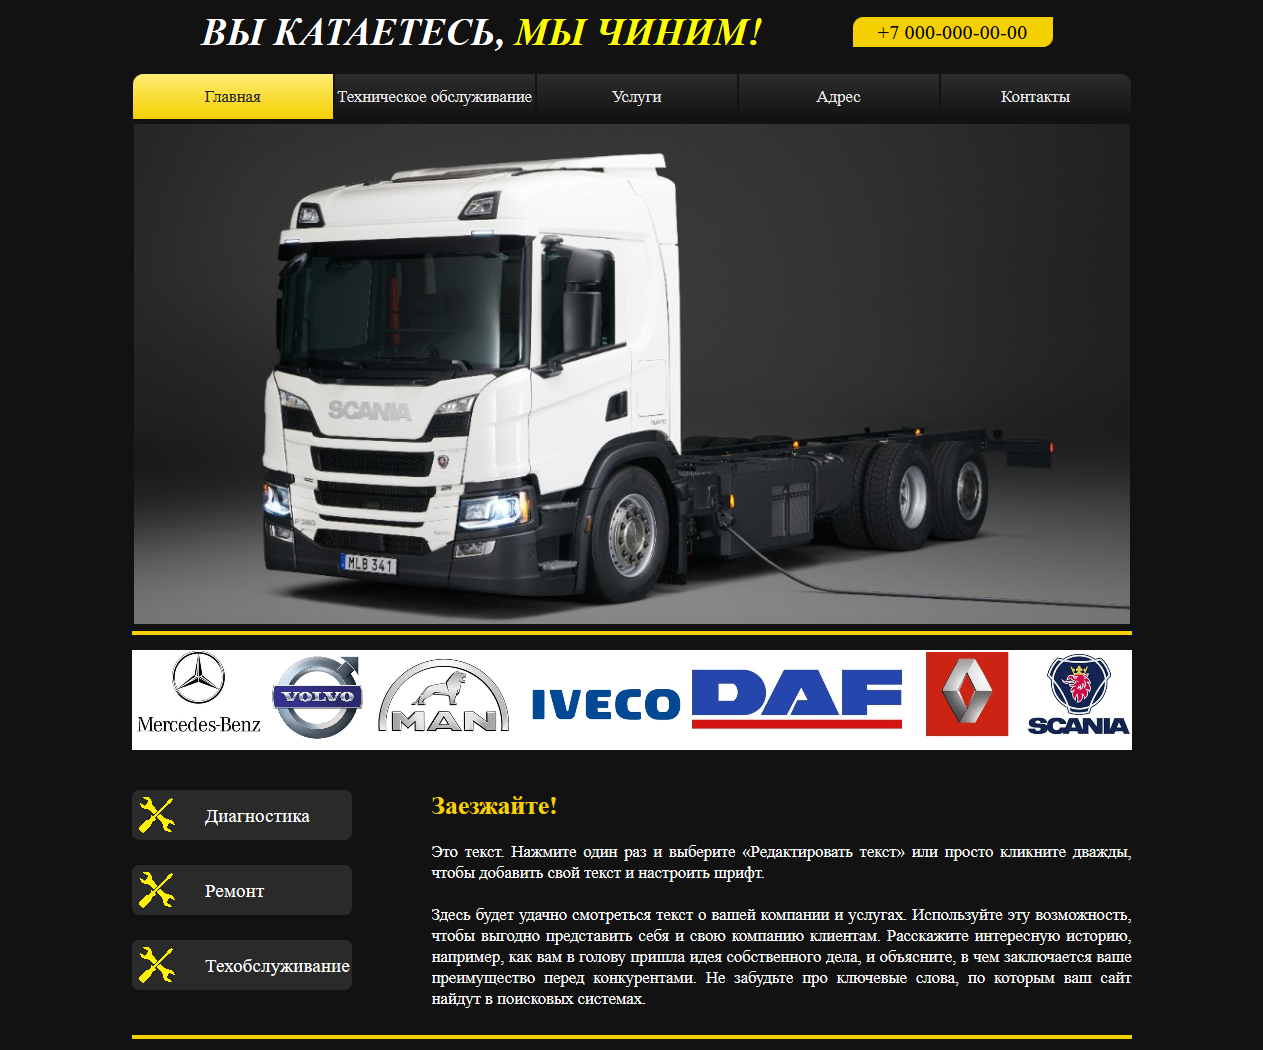 ВЫ КАТАЕТЕСЬ, МЫ ЧИНИМ!
+7 000-000-00-00
Главная
Техническое обслуживание
Услуги
Адрес
Контакты
SCANIA
P 360
MLB 341
Mercedes-Benz
VOLVO
MAN
IVECO
DAF
SCANIA
Диагностика
Ремонт
Техобслуживание
Заезжайте!
Это текст. Нажмите один раз и выберите «Редактировать текст» или просто кликните дважды,
чтобы добавить свой текст и настроить шрифт.
Здесь будет удачно смотреться текст о вашей компании и услугах. Используйте эту возможность,
чтобы выгодно представить себя и свою компанию клиентам. Расскажите интересную историю,
например, как вам в голову пришла идея собственного дела, и объясните, в чем заключается ваше
преимущество перед конкурентами. Не забудьте про ключевые слова, по которым ваш сайт
найдут в поисковых системах.